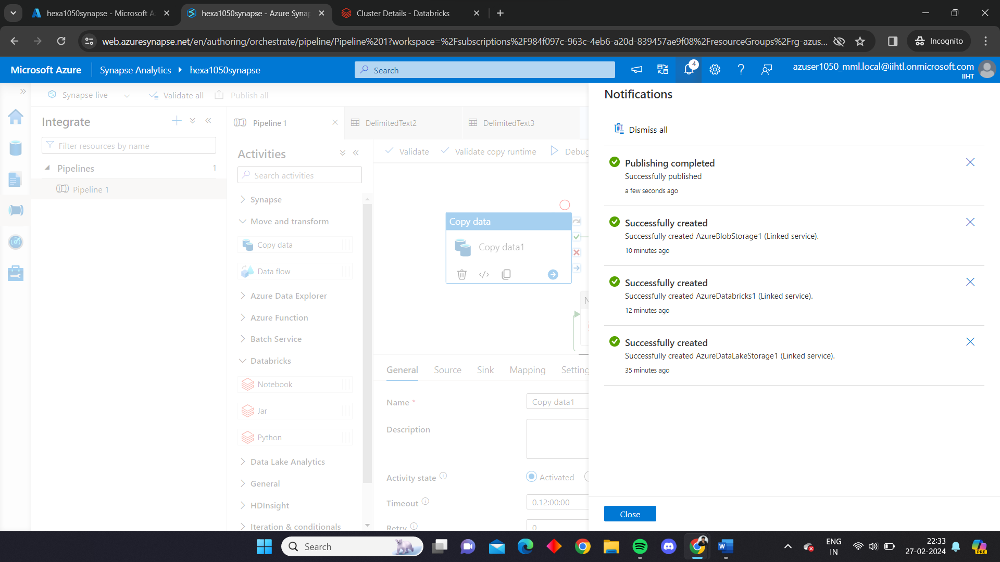 hexa1050synapse - Microsoft A
hexa1050synapse - Azure Syna
Cluster Details - Databricks
web.azuresynapse.net/en/authoring/orchestrate/pipeline/Pipeline%201?workspace=%2Fsubscriptions%2F984f097c-963c-4eb6-a20d-839457ae9f08%2FresourceGroups%2Frg-azus...
Incognito
Microsoft Azure
Synapse Analytics
hexa1050synapse
Search
4
azuser1050_mml.local@iihtl.onmicrosoft.com
IIHT
Synapse live
Validate all
Publish all
Integrate
Filter resources by name
Pipelines
1
Pipeline 1
Pipeline 1
DelimitedText2
DelimitedText3
Activities
Search activities
Synapse
Move and transform
Copy data
Data flow
Azure Data Explorer
Azure Function
Batch Service
Databricks
Notebook
Jar
Python
Data Lake Analytics
General
HDInsight
Iteration & conditionals
Validate
Validate copy runtime
Debug
Copy data
Copy data1
N
General
Source
Sink
Mapping
Setting
Name *
Copy data1
Description
Activity state
Activated
Timeout
0.12:00:00
Retry
0
Notifications
Dismiss all
Publishing completed
Successfully published
a few seconds ago
Successfully created
Successfully created AzureBlobStorage1 (Linked service).
10 minutes ago
Successfully created
Successfully created AzureDatabricks1 (Linked service).
12 minutes ago
Successfully created
Successfully created AzureDataLakeStorage1 (Linked service).
35 minutes ago
Close
Search
ENG
IN
22:33
27-02-2024
PRE